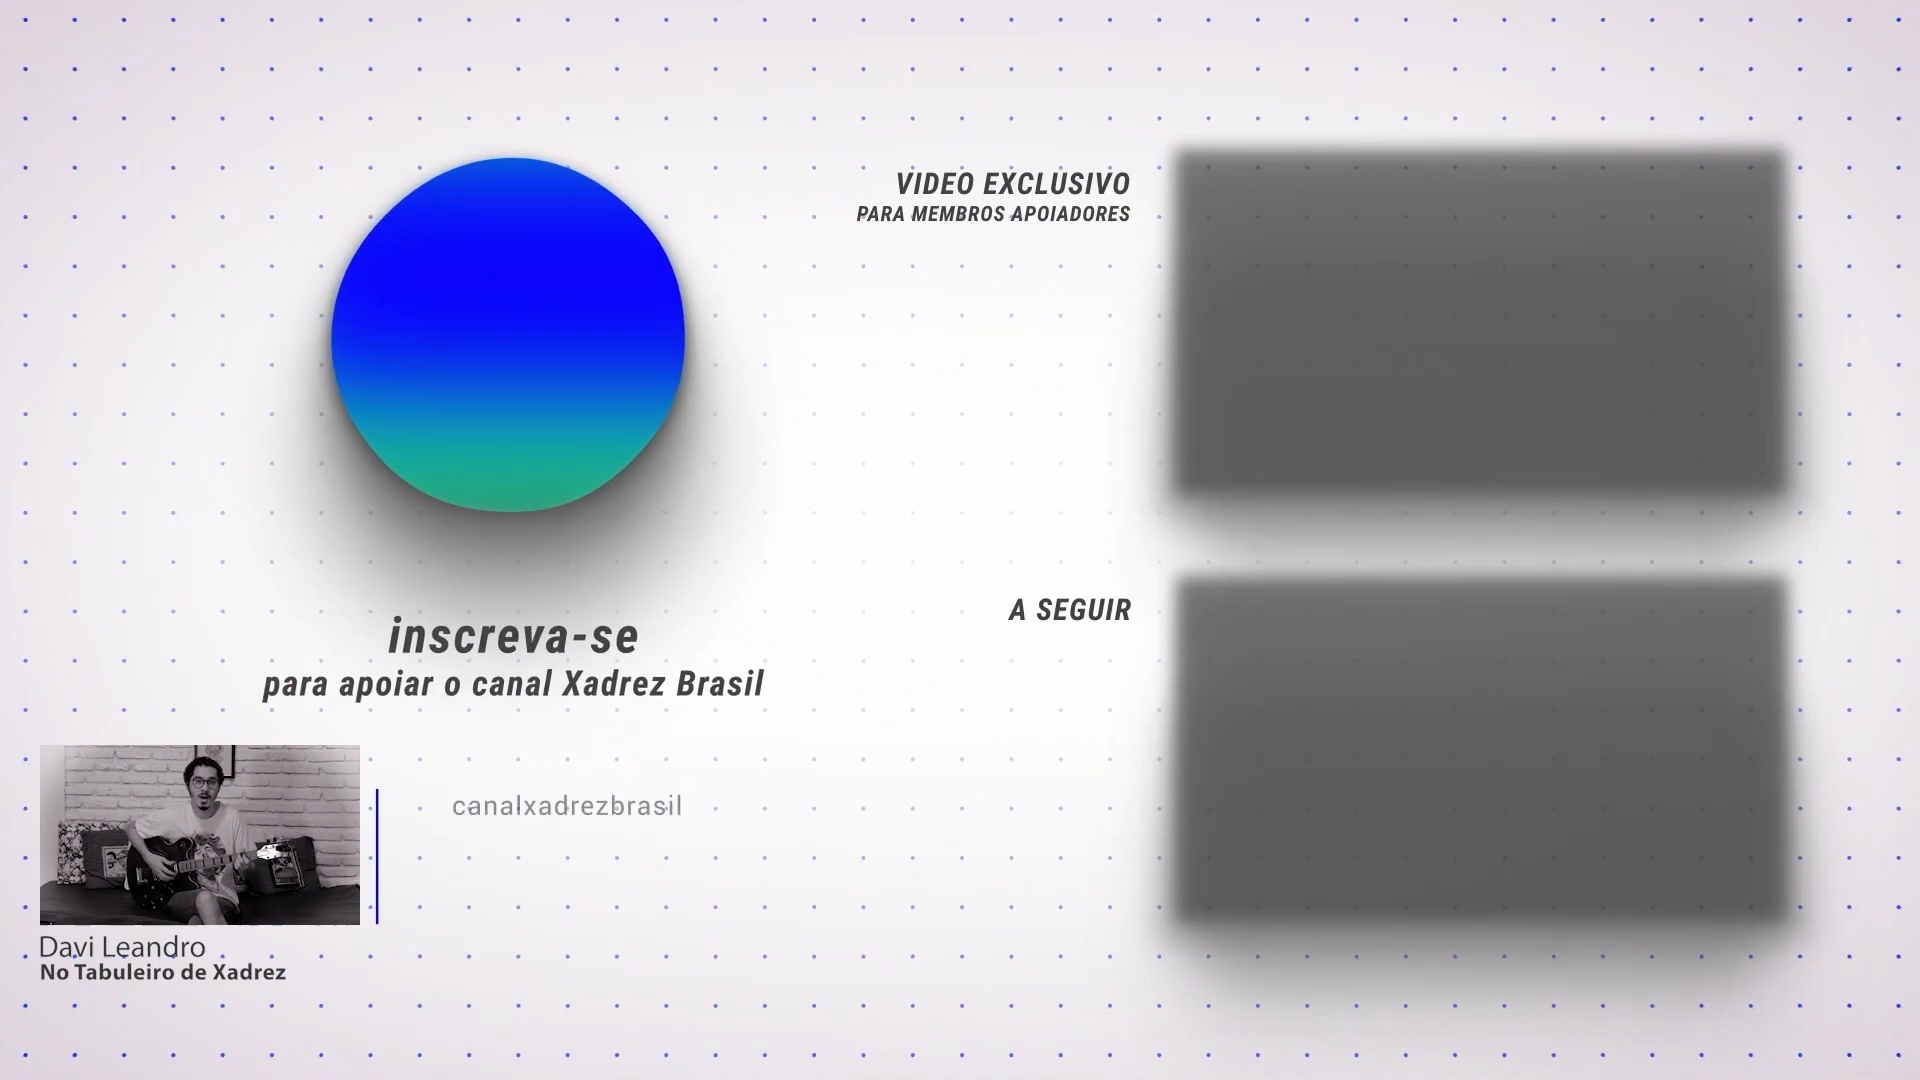 VIDEO EXCLUSIVO
PARA MEMBROS APOIADORES
inscreva-se
para apoiar o canal Xadrez Brasil
A SEGUIR
canalxadrezbrasil
Davi Leandro
No Tabuleiro de Xadrez